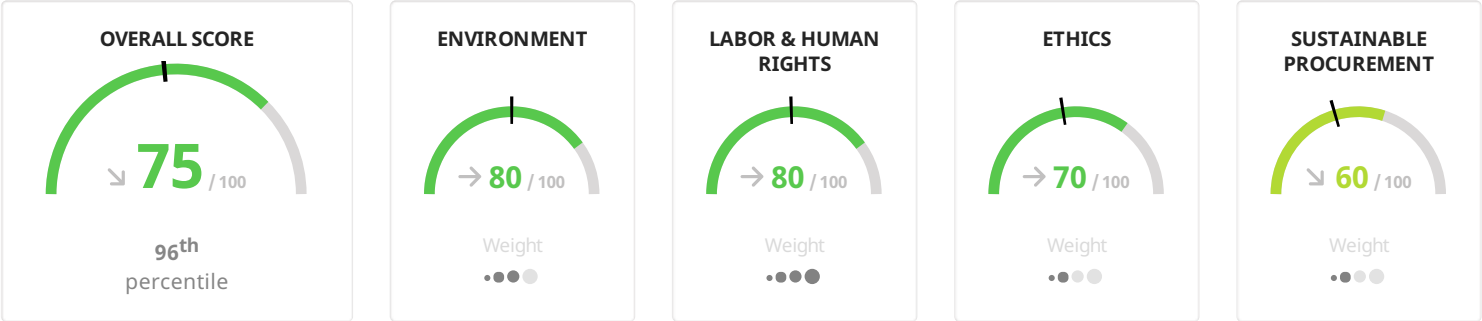 OVERALL SCORE
75 / 100
96th
percentile
ENVIRONMENT
80 / 100
Weight
LABOR & HUMAN
RIGHTS
80 / 100
Weight
ETHICS
70 / 100
Weight
SUSTAINABLE
PROCUREMENT
60 / 100
Weight